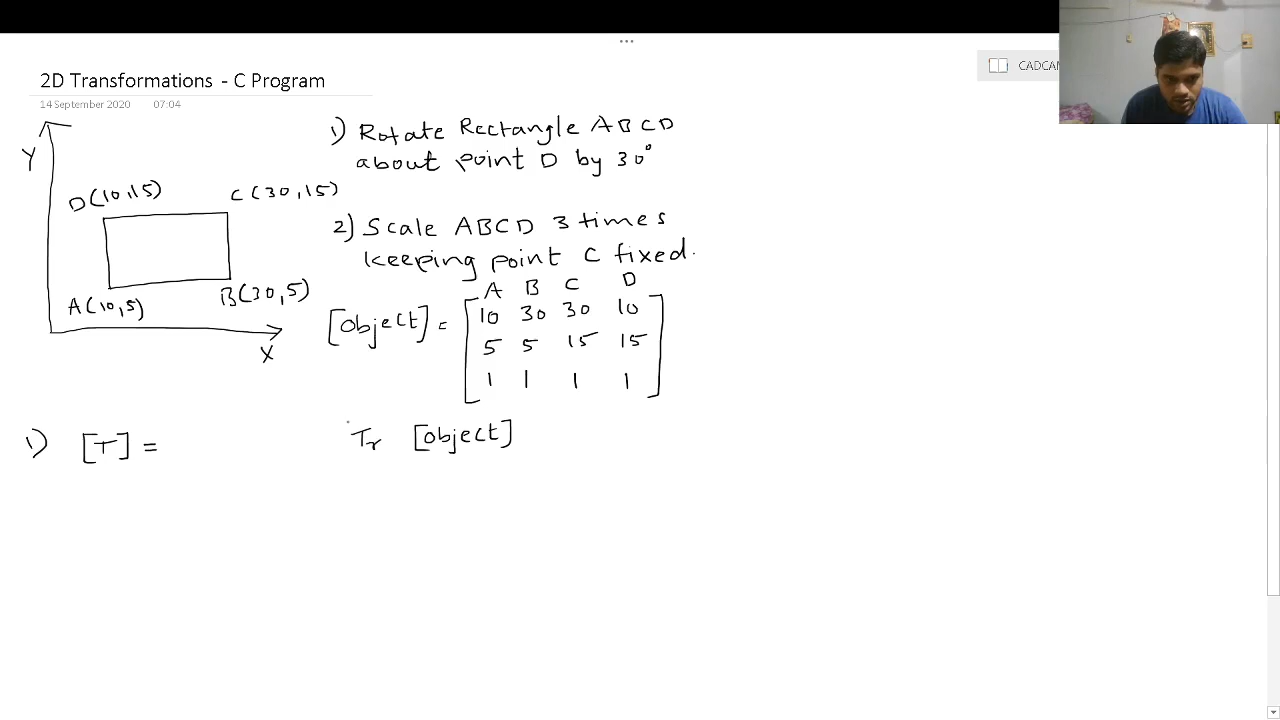 2D Transformations - C Program
14 September 2020 07:04
CADCAM
Y
D(10,15)
C(30,15)
A(10,5)
B(30,5)
X
1) Rotate Rectangle ABCD
about point D by 30°
2) Scale ABCD 3 times
keeping point C fixed.
A B C D
[object] = [10 30 30 10
5 5 15 15
1 1 1 1]
1) [T] = Tr [object]